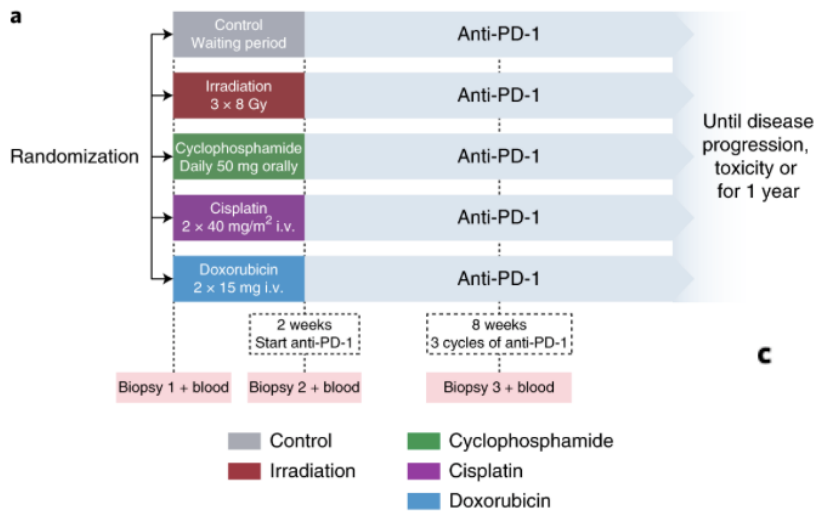 a
Control
Waiting period
Anti-PD-1
Irradiation
3 × 8 Gy
Anti-PD-1
Randomization
Cyclophosphamide
Daily 50 mg orally
Anti-PD-1
Until disease
progression,
toxicity or
for 1 year
Cisplatin
2 × 40 mg/m² i.v.
Anti-PD-1
Doxorubicin
2 × 15 mg i.v.
Anti-PD-1
2 weeks
Start anti-PD-1
8 weeks
3 cycles of anti-PD-1
c
Biopsy 1 + blood
Biopsy 2 + blood
Biopsy 3 + blood
Control
Irradiation
Cyclophosphamide
Cisplatin
Doxorubicin